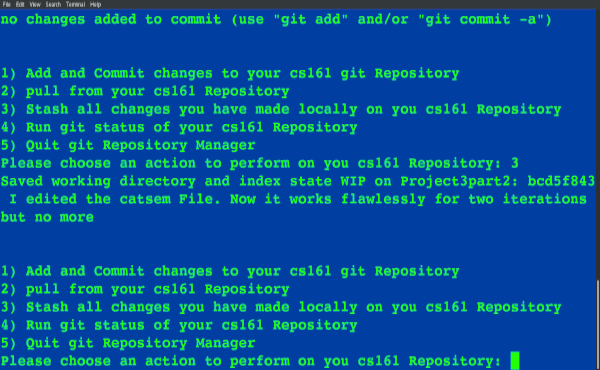 File Edit View Search Terminal Help
no changes added to commit (use "git add" and/or "git commit -a")
1) Add and Commit changes to your cs161 git Repository
2) pull from your cs161 Repository
3) Stash all changes you have made locally on you cs161 Repository
4) Run git status of your cs161 Repository
5) Quit git Repository Manager
Please choose an action to perform on you cs161 Repository: 3
Saved working directory and index state WIP on Project3part2: bcd5f843
I edited the catsem File. Now it works flawlessly for two iterations
but no more
1) Add and Commit changes to your cs161 git Repository
2) pull from your cs161 Repository
3) Stash all changes you have made locally on you cs161 Repository
4) Run git status of your cs161 Repository
5) Quit git Repository Manager
Please choose an action to perform on you cs161 Repository: